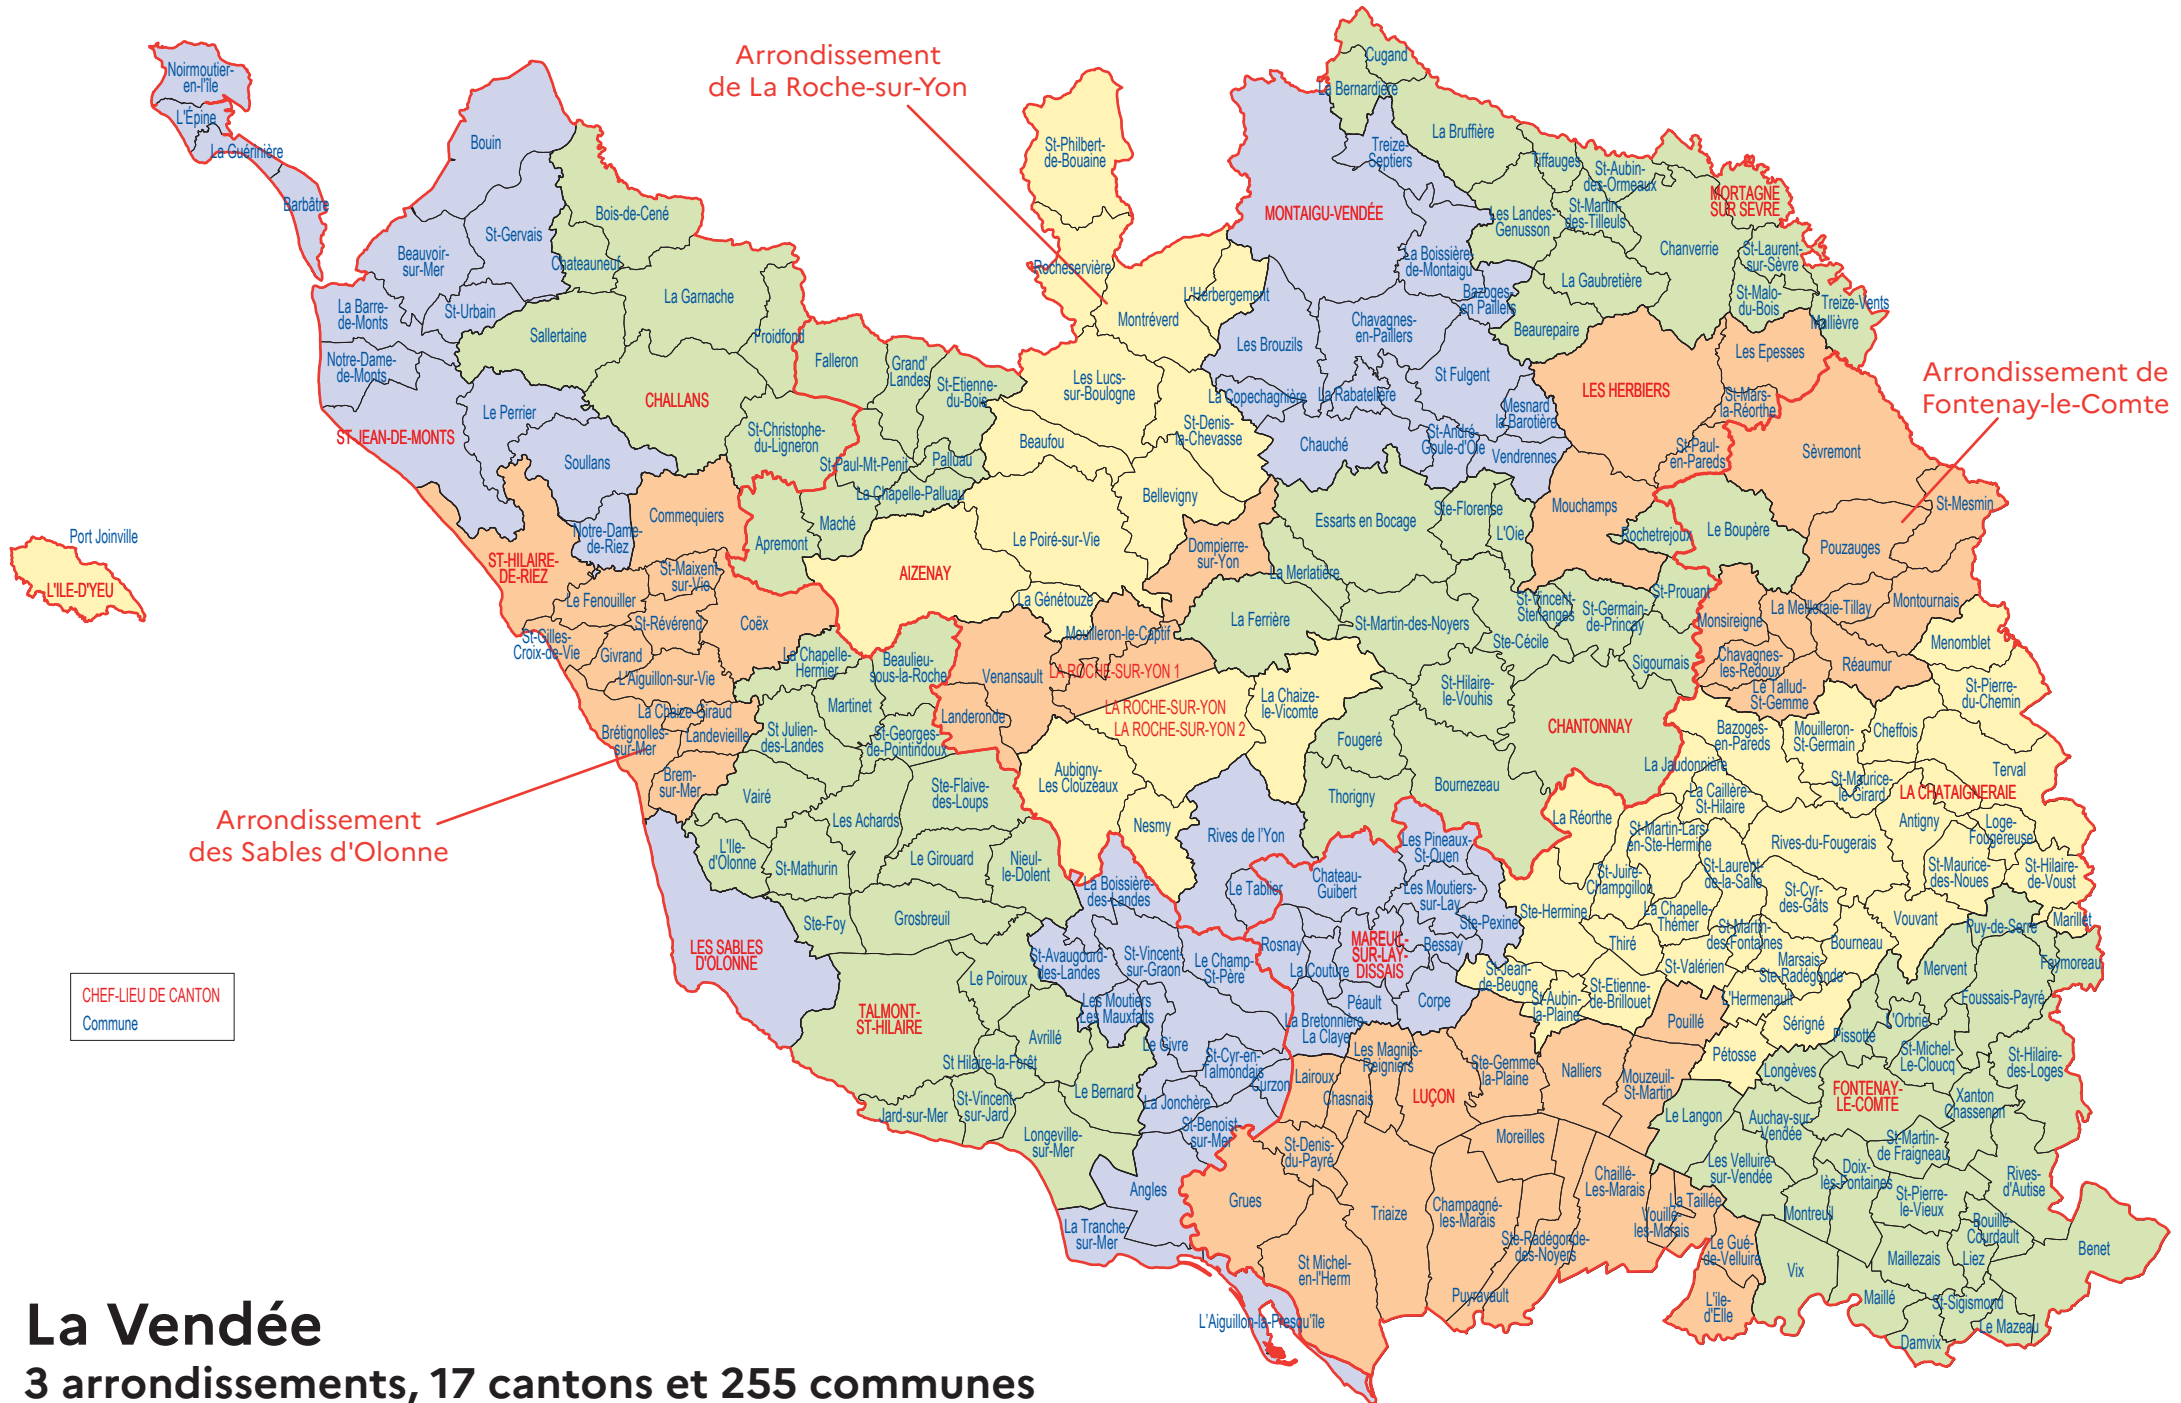 Arrondissement
de La Roche-sur-Yon
Arrondissement de
Fontenay-le-Comte
Arrondissement
des Sables d'Olonne
Noirmoutier-
en-l'île
L'Épine
La Guérinière
Barbâtre
Bouin
Beauvoir-
sur-Mer
St-Gervais
Bois-de-Cené
Chateauneuf
La Garnache
La Barre-
de-Monts
St-Urbain
Sallertaine
Froidfond
Notre-Dame-
de-Monts
Le Perrier
CHALLANS
ST JEAN-DE-MONTS
Soullans
St-Christophe-
du-Ligneron
Falleron
Grand'
Landes
St-Etienne-
du-Bois
St-Paul-Mt-Penit
Palluau
La Chapelle-Palluau
Maché
Apremont
Commequiers
Notre-Dame-
de-Riez
ST-HILAIRE-
DE-RIEZ
St-Maixent-
sur-Vie
Le Fenouiller
St-Révérend
Coëx
St-Gilles-
Croix-de-Vie
Givrand
L'Aiguillon-sur-Vie
La Chaize-Giraud
Brétignolles-
sur-Mer
Landevieille
Brem-
sur-Mer
Port Joinville
L'ILE-D'YEU
St-Philbert-
de-Bouaine
Rocheservière
Montréverd
L'Herbergement
Les Lucs-
sur-Boulogne
Beaufou
St-Denis-
la-Chevasse
Bellevigny
Le Poiré-sur-Vie
AIZENAY
La Génétouze
Dompierre-
sur-Yon
Mouilleron-le-Captif
LA ROCHE-SUR-YON 1
LA ROCHE-SUR-YON
LA ROCHE-SUR-YON 2
Venansault
Landeronde
La Chaize-
le-Vicomte
Aubigny-
Les Clouzeaux
Nesmy
Cugand
La Bernardière
La Bruffière
Treize-
Septiers
Tiffauges
St-Aubin-
des-Ormeaux
MORTAGNE
SUR SEVRE
MONTAIGU-VENDÉE
Les Landes-
Genusson
St-Martin-
des-Tilleuls
Chanverrie
St-Laurent-
sur-Sèvre
La Boissière-
de-Montaigu
La Gaubretière
Bazoges-
en Paillers
St-Malo-
du-Bois
Treize-Vents
Mallièvre
Beaurepaire
Les Brouzils
Chavagnes-
en-Paillers
Les Epesses
St Fulgent
LES HERBIERS
La Copechagnière
La Rabatelière
St-Mars-
la-Réorthe
Mesnard
la Barotière
Chauché
St-André-
Goule-d'Oie
Vendrennes
St-Paul-
en-Pareds
Sèvremont
St-Mesmin
Mouchamps
Essarts en Bocage
Ste-Florence
L'Oie
Rochetrejoux
Le Boupère
Pouzauges
La Merlatière
La Ferrière
St-Martin-des-Noyers
St-Vincent-
Sterlanges
St-Germain-
de-Prinçay
St-Prouant
Ste-Cécile
Sigournais
Monsireigne
La Meilleraie-Tillay
Montournais
Menomblet
Chavagnes-
les-Redoux
Réaumur
Le Tallud-
St-Gemme
St-Pierre-
du-Chemin
St-Hilaire-
le-Vouhis
CHANTONNAY
Fougeré
Thorigny
Bournezeau
Bazoges-
en-Pareds
Mouilleron-
St-Germain
Cheffois
La Jaudonnière
La Caillère-
St-Hilaire
St-Maurice-
le-Girard
LA CHATAIGNERAIE
Terval
La Réorthe
St-Martin-Lars-
en-Ste-Hermine
Rives-du-Fougerais
Antigny
Loge-
Fougereuse
St-Juire-
Champgillon
St-Laurent-
de-la-Salle
St-Maurice-
des-Noues
St-Hilaire-
de-Voust
St-Cyr-
des-Gâts
Ste-Hermine
La Chapelle-
Thémer
Vouvant
Marillet
Puy-de-Serre
Thiré
St-Martin-
des-Fontaines
Bourneau
Faymoreau
St-Valérien
Marsais-
Ste-Radégonde
Mervent
St-Jean-
de-Beugne
St-Aubin-
la-Plaine
St-Etienne-
de-Brillouet
L'Hermenault
Sérigné
Foussais-Payré
L'Orbrie
Pissotte
Pouillé
Pétosse
La Chapelle-
Hermier
Beaulieu-
sous-la-Roche
Martinet
St Julien-
des-Landes
St-Georges-
de-Pointindoux
Vairé
Les Achards
Ste-Flaive-
des-Loups
L'Ile-
d'Olonne
St-Mathurin
Le Girouard
Nieul-
le-Dolent
Ste-Foy
Grosbreuil
LES SABLES
D'OLONNE
Le Poiroux
TALMONT-
ST-HILAIRE
Avrillé
St Hilaire-la-Forêt
Jard-sur-Mer
St-Vincent-
sur-Jard
Le Bernard
Longeville-
sur-Mer
Rives de l'Yon
Le Tablier
La Boissière-
des-Landes
St-Avaugourd-
des-Landes
St-Vincent-
sur-Graon
Le Champ-
St-Père
Les Moutiers
Les Mauxfaits
Le Givre
St-Cyr-en-
Talmondais
Curzon
La Jonchère
St-Benoist-
sur-Mer
Angles
La Tranche-
sur-Mer
L'Aiguillon-la-Presqu'île
Chateau-
Guibert
Les Pineaux-
St-Ouen
Les Moutiers-
sur-Lay
Ste-Pexine
Rosnay
MAREUIL-
SUR-LAY-
DISSAIS
Bessay
La Couture
Péault
Corpe
La Bretonnière-
La Claye
Lairoux
Les Magnils-
Reigniers
Chasnais
LUÇON
Ste-Gemme-
la-Plaine
Nalliers
Mouzeuil-
St-Martin
St-Denis-
du-Payré
Moreilles
Grues
Triaize
Champagné-
les-Marais
Chaillé-
Les-Marais
Ste-Radégonde-
des-Noyers
Vouillé-
les-Marais
La Taillée
St Michel-
en-l'Herm
Puyravault
Le Gué-
de-Velluire
L'île-
d'Elle
Le Langon
Longèves
FONTENAY-
LE-COMTE
St-Michel-
Le-Cloucq
St-Hilaire-
des-Loges
Xanton
Chassenon
Auchay-sur-
Vendée
St-Martin-
de Fraigneau
Les Velluire-
sur-Vendée
Doix-
lès-Fontaines
Rives-
d'Autise
Montreuil
St-Pierre-
le-Vieux
Bouillé-
Courdault
Benet
Vix
Maillezais
Liez
Maillé
St-Sigismond
Le Mazeau
Damvix
CHEF-LIEU DE CANTON
Commune
La Vendée
3 arrondissements, 17 cantons et 255 communes